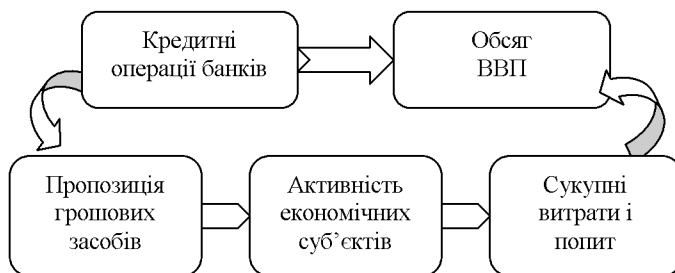 Кредитні
операції банків
Обсяг
ВВП
Пропозиція
грошових
засобів
Активність
економічних
суб’єктів
Сукупні
витрати і
попит